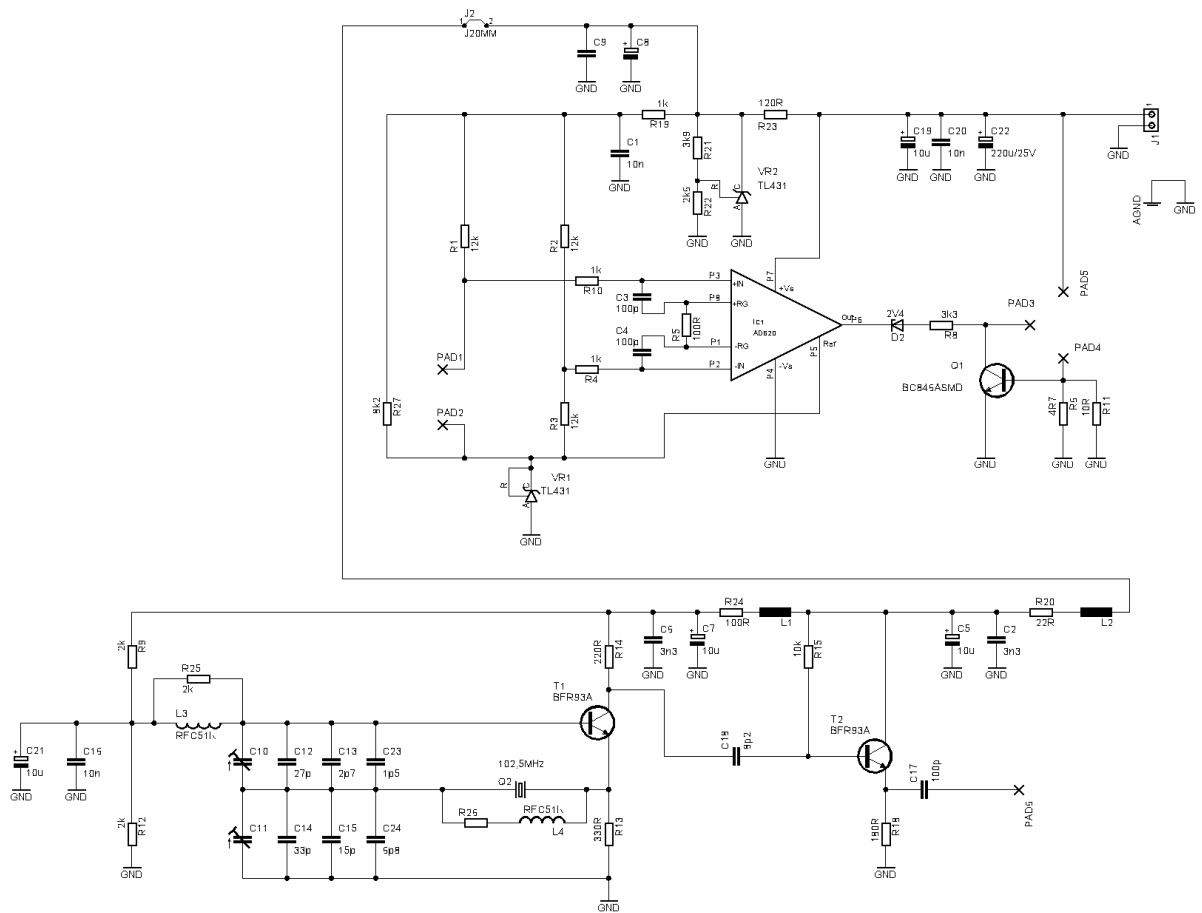 J2
1 2
J20MM
C9
C8
+
GND
GND
1k
R19
120R
R23
C1
10n
GND
3k9
R21
2k5
R22
GND
R
C
A
VR2
TL431
GND
C19
+
10u
GND
C20
10n
GND
C22
+
220u/25V
GND
1
J1
GND
AGND
GND
R1
12k
R2
12k
1k
R10
C3
100p
C4
100p
R5
100R
1k
R4
P3
+IN
P8
+RG
P1
-RG
P2
-IN
IC1
AD620
P7
+Vs
P4
-Vs
P5
Ref
OUT
P6
GND
2V4
D2
3k3
R8
PAD3
PAD5
PAD4
Q1
BC846ASMD
GND
4R7
R6
GND
10R
R11
GND
PAD1
PAD2
8k2
R27
R3
12k
R
C
A
VR1
TL431
GND
2k
R9
R25
2k
L3
RFC51k
C21
+
10u
GND
C16
10n
GND
2k
R12
GND
C10
C12
27p
C13
2p7
C23
1p5
C11
C14
33p
C15
15p
C24
6p8
102,5MHz
Q2
R26
RFC51k
L4
220R
R14
T1
BFR93A
330R
R13
GND
C6
3n3
GND
C7
+
10u
GND
R24
100R
L1
10k
R15
C18
8p2
T2
BFR93A
C17
100p
PAD6
180R
R18
GND
C5
+
10u
GND
C2
3n3
GND
R20
22R
L2